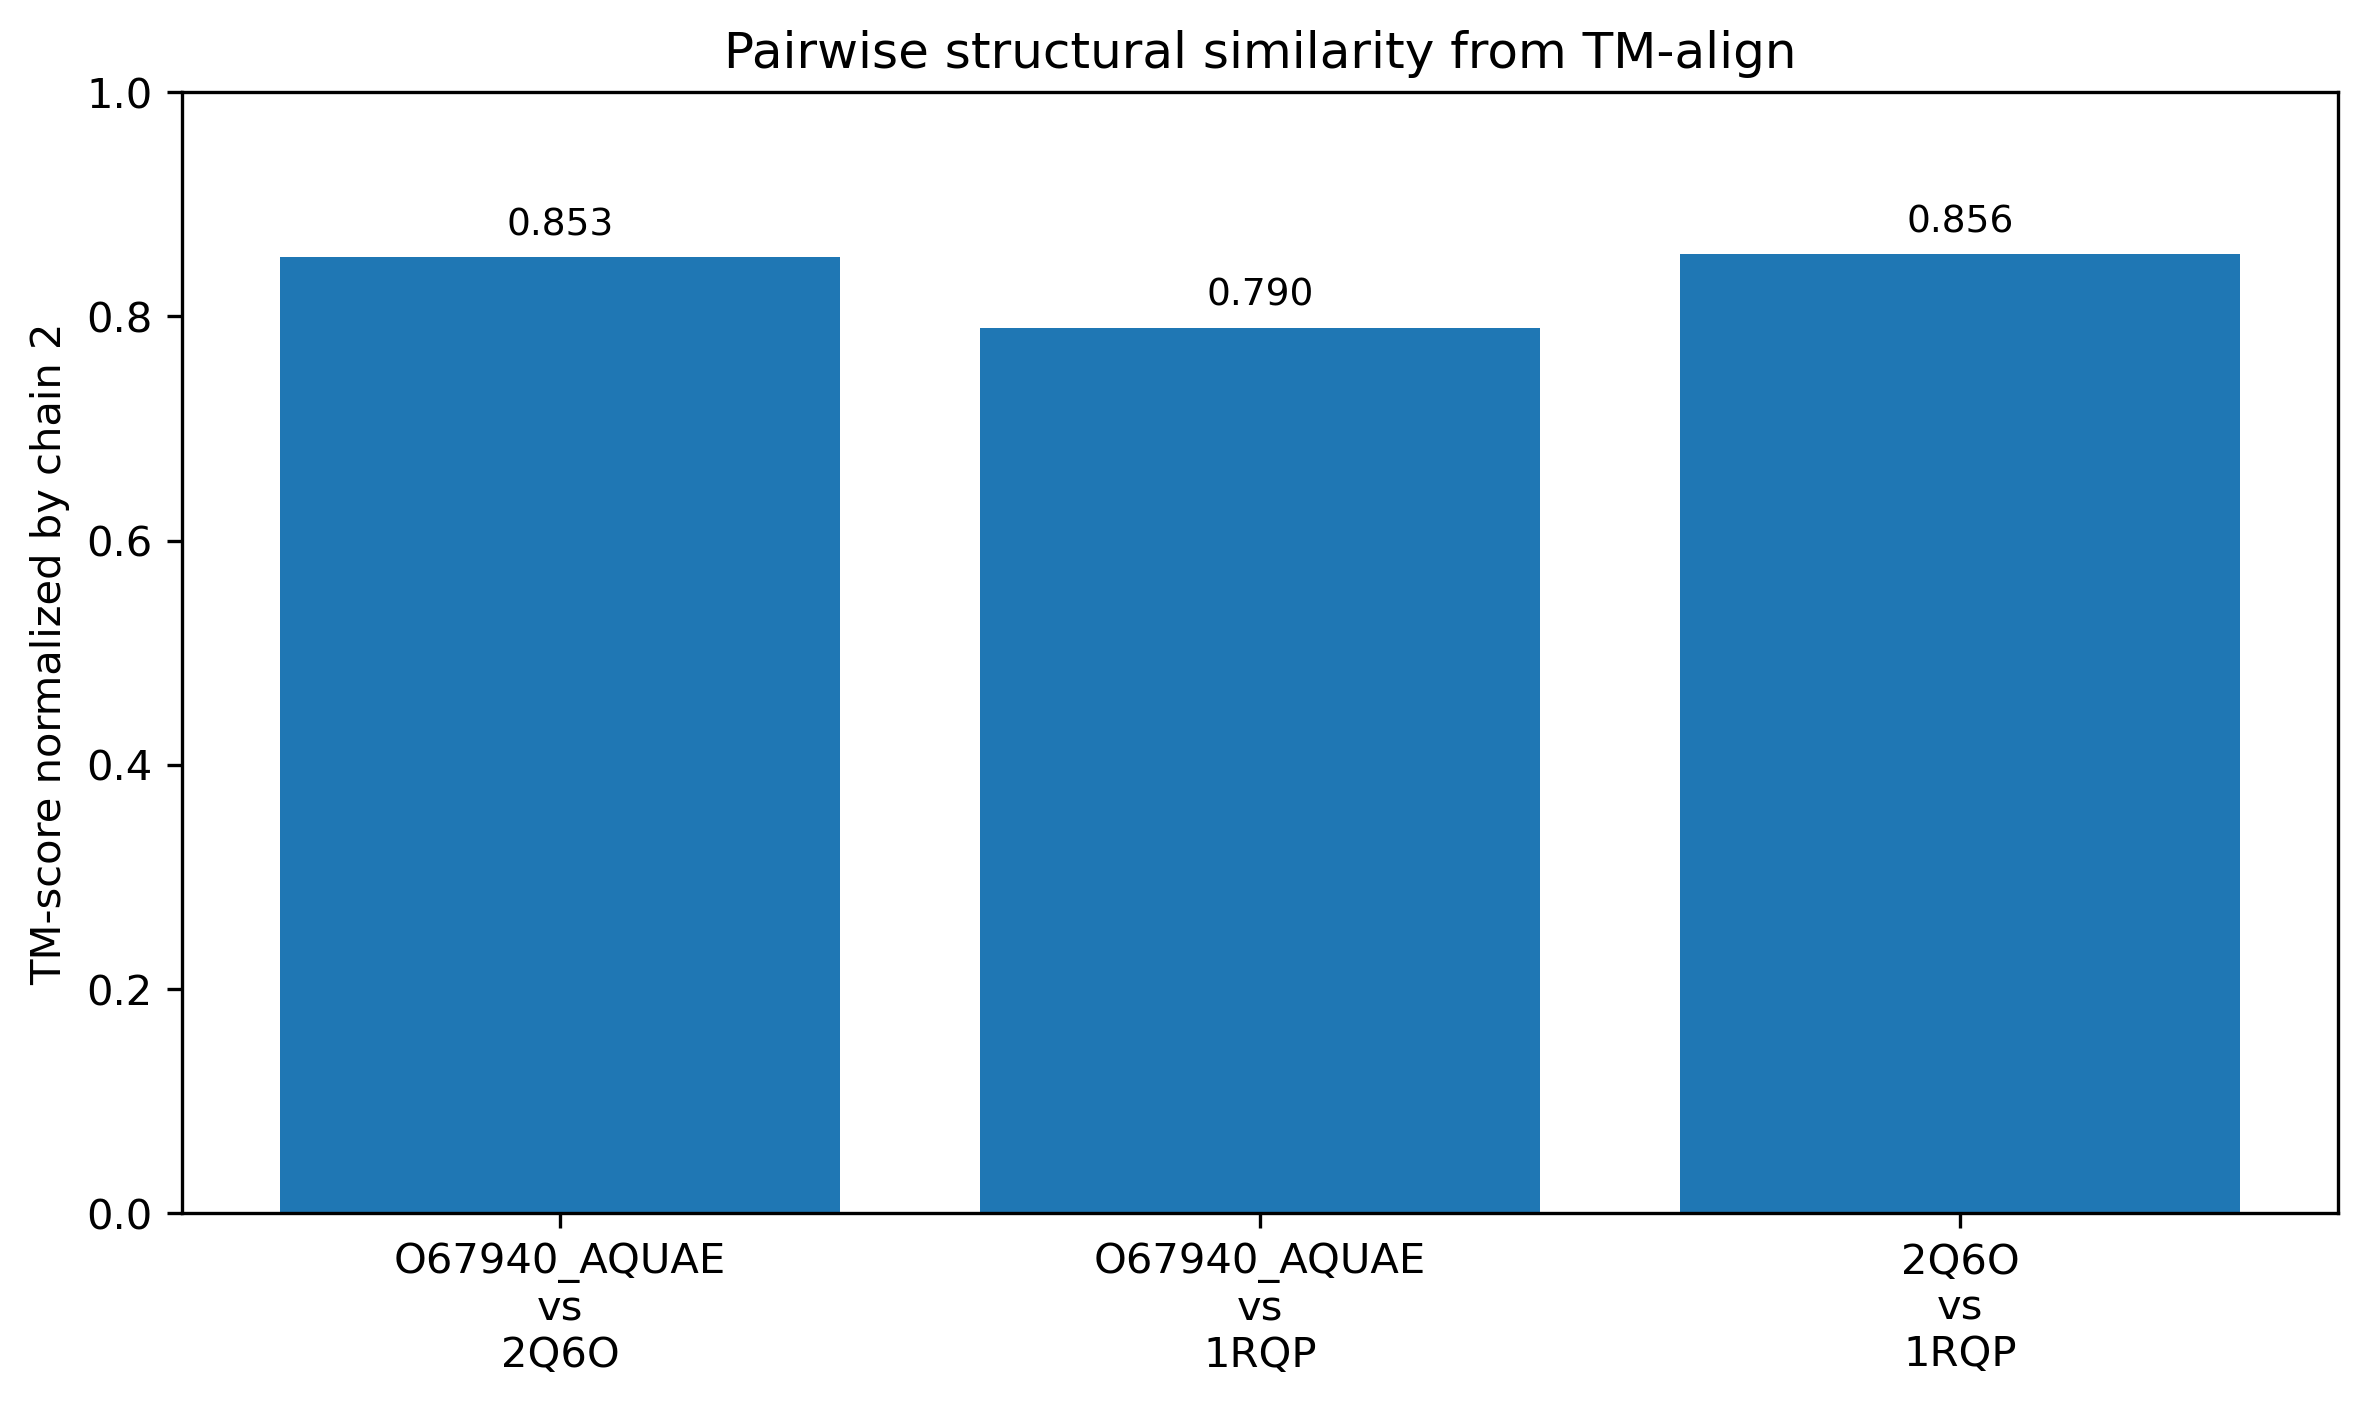 Pairwise structural similarity from TM-align
TM-score normalized by chain 2
1.0
0.8
0.6
0.4
0.2
0.0
0.853
0.790
0.856
O67940_AQUAE
vs
2Q6O
O67940_AQUAE
vs
1RQP
2Q6O
vs
1RQP